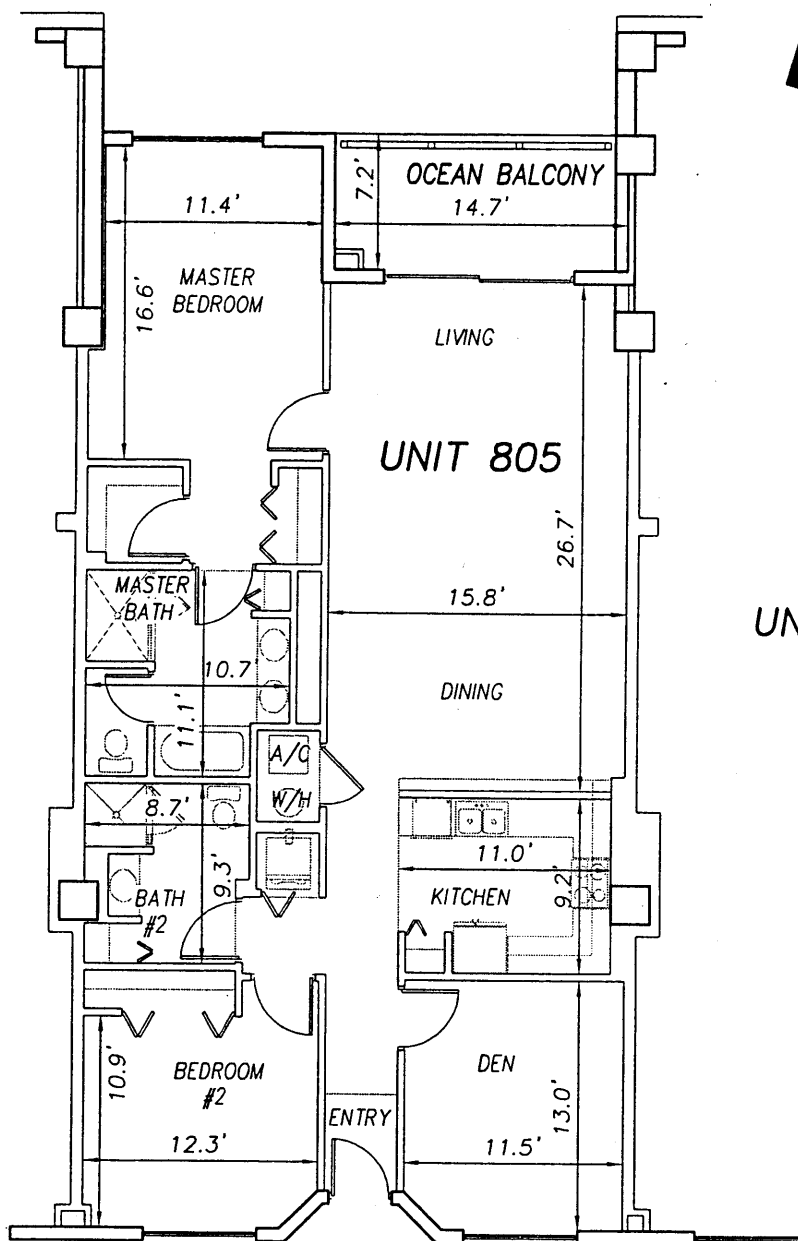 OCEAN BALCONY
7.2'
14.7'
11.4'
MASTER
BEDROOM
16.6'
LIVING
UNIT 805
26.7'
15.8'
MASTER
BATH
UN
10.7'
DINING
11.1'
A/C
W/H
8.7'
9.3'
11.0'
KITCHEN
9.2'
BATH
#2
10.9'
BEDROOM
#2
DEN
13.0'
ENTRY
12.3'
11.5'